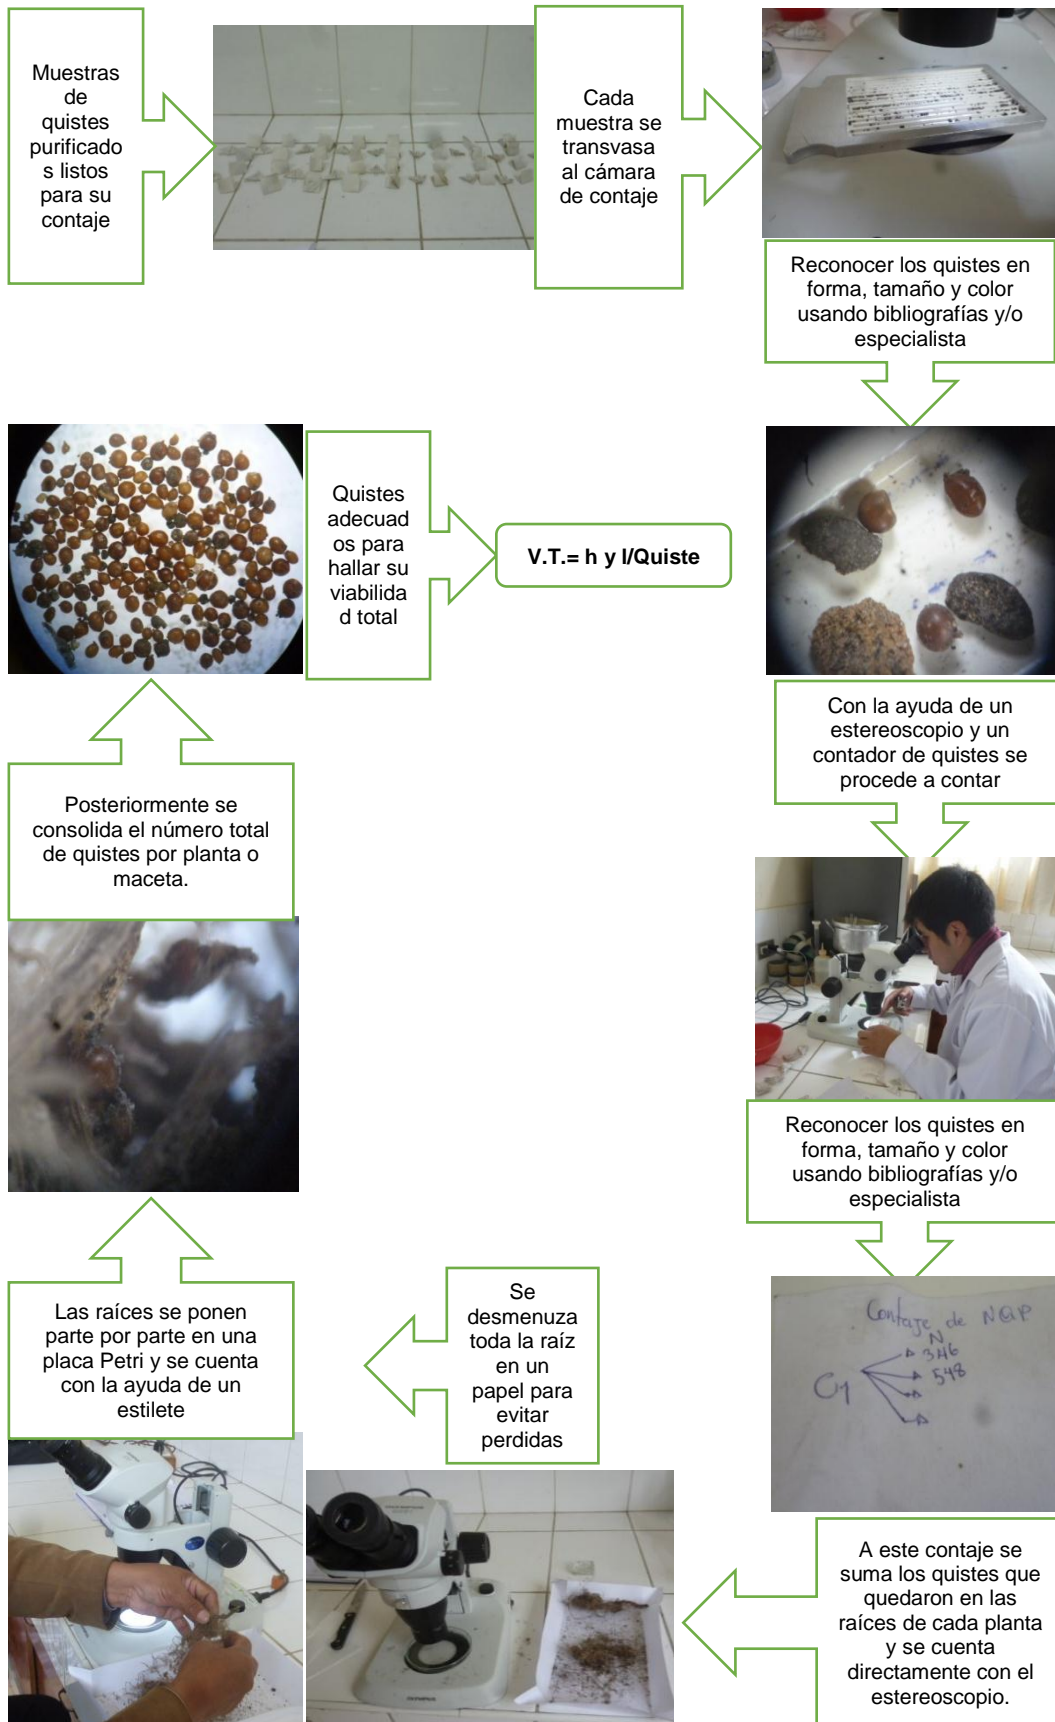 Muestras
de
quistes
purificado
s listos
para su
contaje
Cada
muestra se
transvasa
al cámara
de contaje
Reconocer los quistes en
forma, tamaño y color
usando bibliografías y/o
especialista
Con la ayuda de un
estereoscopio y un
contador de quistes se
procede a contar
Reconocer los quistes en
forma, tamaño y color
usando bibliografías y/o
especialista
Contaje de NQP
N
346
548
A este contaje se
suma los quistes que
quedaron en las
raíces de cada planta
y se cuenta
directamente con el
estereoscopio.
Se
desmenuza
toda la raíz
en un
papel para
evitar
perdidas
OLYMPUS
Las raíces se ponen
parte por parte en una
placa Petri y se cuenta
con la ayuda de un
estilete
Posteriormente se
consolida el número total
de quistes por planta o
maceta.
Quistes
adecuad
os para
hallar su
viabilida
d total
V.T.= h y l/Quiste